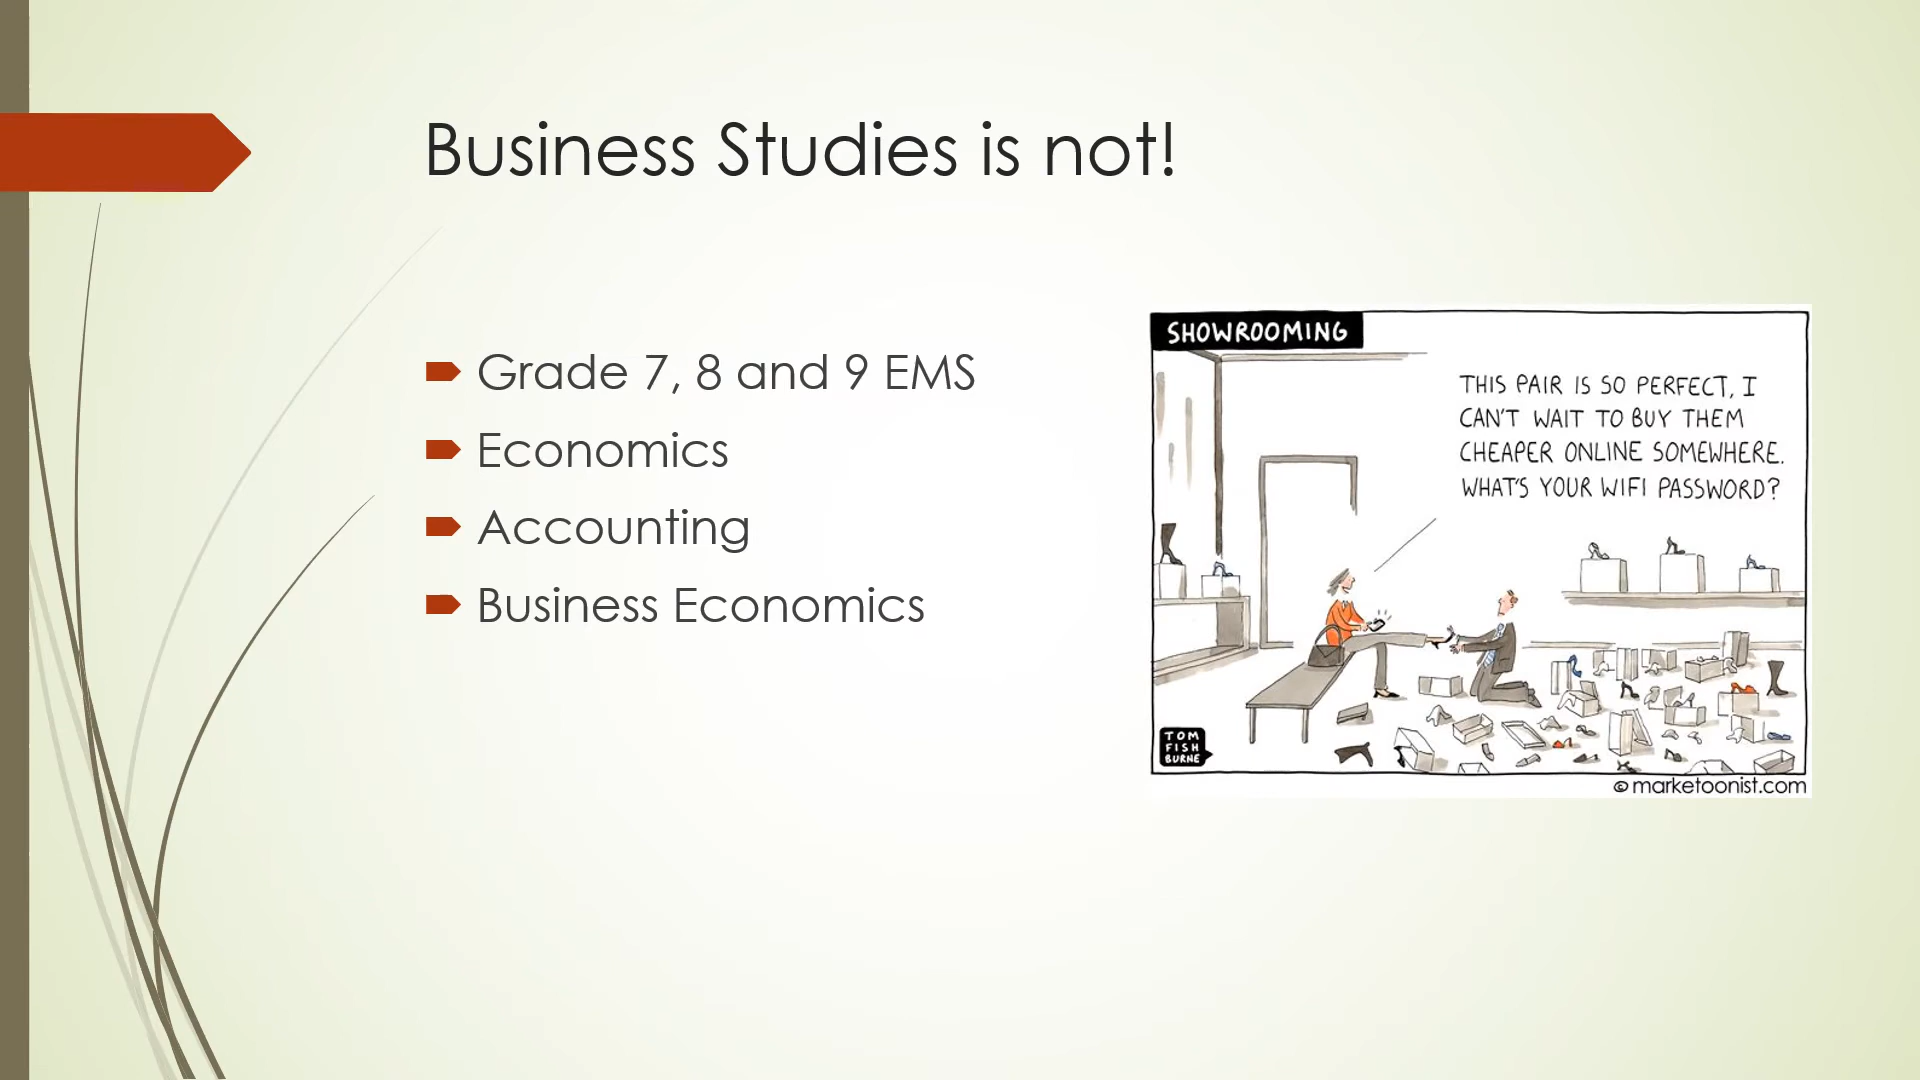 Business Studies is not!
Grade 7, 8 and 9 EMS
Economics
Accounting
Business Economics
SHOWROOMING
THIS PAIR IS SO PERFECT, I
CAN'T WAIT TO BUY THEM
CHEAPER ONLINE SOMEWHERE.
WHAT'S YOUR WIFI PASSWORD?
TOM
FISH
BURNE
© marketoonist.com